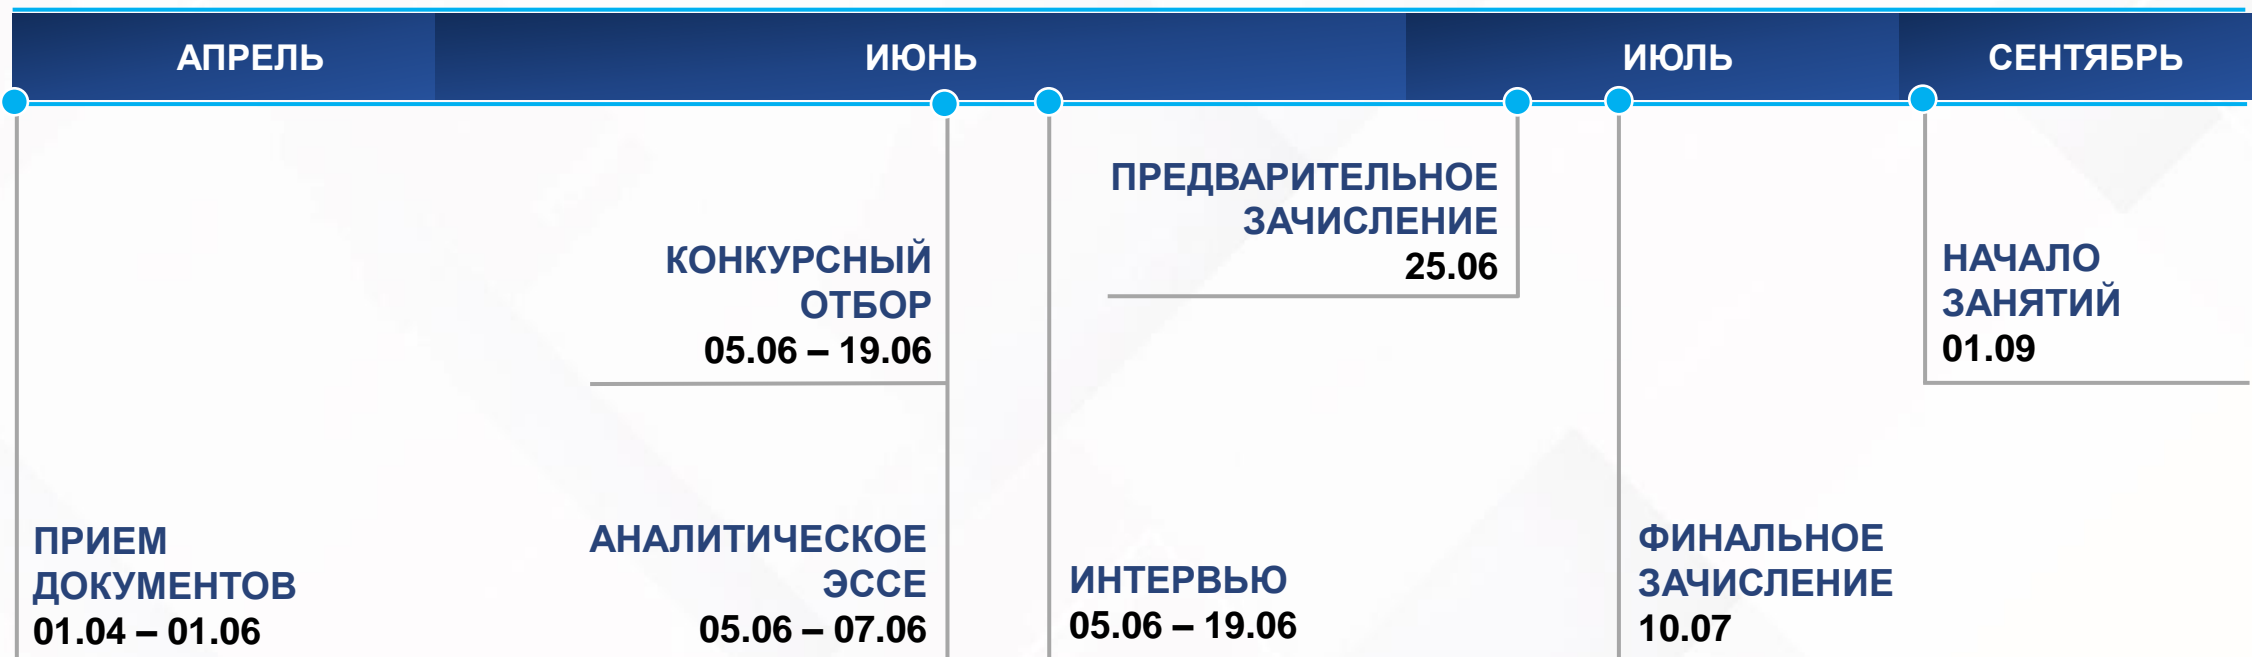 АПРЕЛЬ
ИЮНЬ
ИЮЛЬ
СЕНТЯБРЬ
ПРИЕМ
ДОКУМЕНТОВ
01.04 – 01.06
КОНКУРСНЫЙ
ОТБОР
05.06 – 19.06
АНАЛИТИЧЕСКОЕ
ЭССЕ
05.06 – 07.06
ИНТЕРВЬЮ
05.06 – 19.06
ПРЕДВАРИТЕЛЬНОЕ
ЗАЧИСЛЕНИЕ
25.06
ФИНАЛЬНОЕ
ЗАЧИСЛЕНИЕ
10.07
НАЧАЛО
ЗАНЯТИЙ
01.09